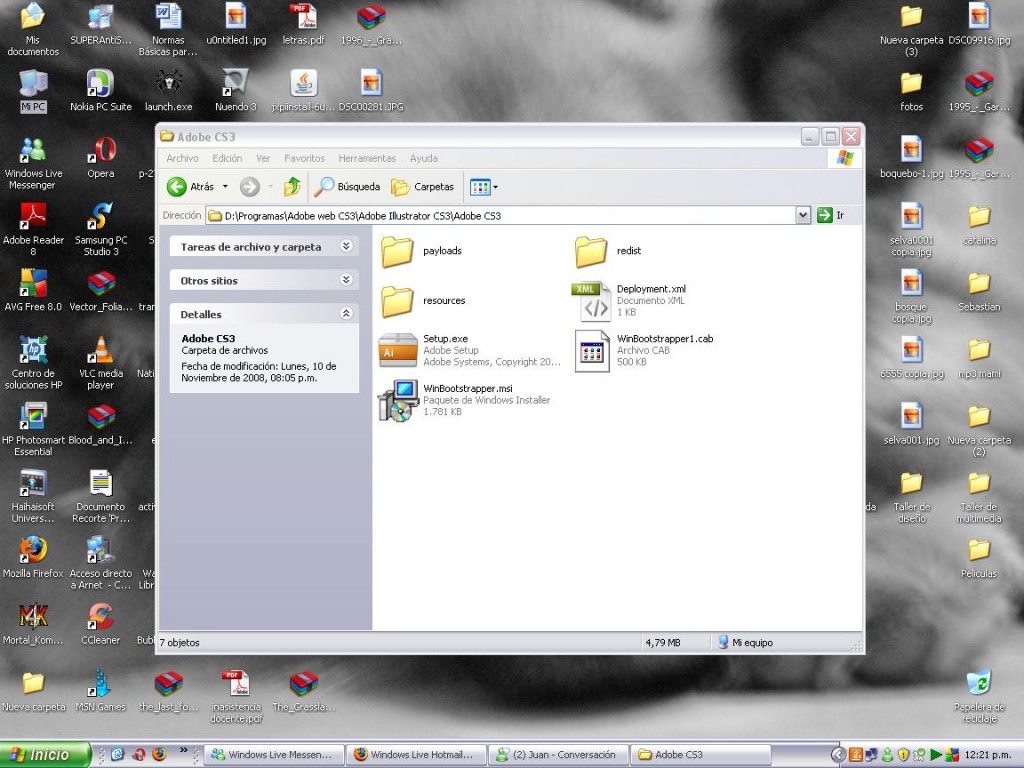 Mis documentos
SUPERAntiS...
Normas Básicas par...
u0ntitled1.jpg
letras.pdf
1996_-_Gra...
Nueva carpeta (3)
DSC09916.jpg
Mi PC
Nokia PC Suite
launch.exe
Nuendo 3
jxpinstall-6u...
DSC00281.JPG
fotos
1995_-_Gar...
Adobe CS3
Archivo Edición Ver Favoritos Herramientas Ayuda
Atrás Búsqueda Carpetas
Dirección D:\Programas\Adobe web CS3\Adobe Illustrator CS3\Adobe CS3 Ir
Tareas de archivo y carpeta
Otros sitios
Detalles
Adobe CS3
Carpeta de archivos
Fecha de modificación: Lunes, 10 de
Noviembre de 2008, 08:05 p.m.
payloads
redist
resources
XML
Deployment.xml
Documento XML
1 KB
Ai
Setup.exe
Adobe Setup
Adobe Systems, Copyright 20...
WinBootstrapper1.cab
Archivo CAB
500 KB
WinBootstrapper.msi
Paquete de Windows Installer
1.781 KB
7 objetos
4,79 MB
Mi equipo
Windows Live Messenger
Opera
p-2
boquebo-1.jpg
1995_-_Gar...
Adobe Reader 8
Samsung PC Studio 3
S
selva0001 copia.jpg
catalina
AVG Free 8.0
Vector_Folia...
tran
bosque copia.jpg
Sebastian
Centro de soluciones HP
VLC media player
Nati
6555 copia.jpg
mp3 mami
HP Photosmart Essential
Blood_and_I...
e
selva001.jpg
Nueva carpeta (2)
Haihaisoft Univers...
Documento Recorte 'Pr...
acti
da
Taller de diseño
Taller de multimedia
Mozilla Firefox
Acceso directo a Arnet - C...
Wa
Libr
Peliculas
Mortal_Kom...
CCleaner
Bubl
Nueva carpeta
MSN Games
the_last_fo...
inasistencia docente.pdf
The_Grassla...
Papelera de reciclaje
Inicio
Windows Live Messen...
Windows Live Hotmail...
(2) Juan - Conversación
Adobe CS3
12:21 p.m.